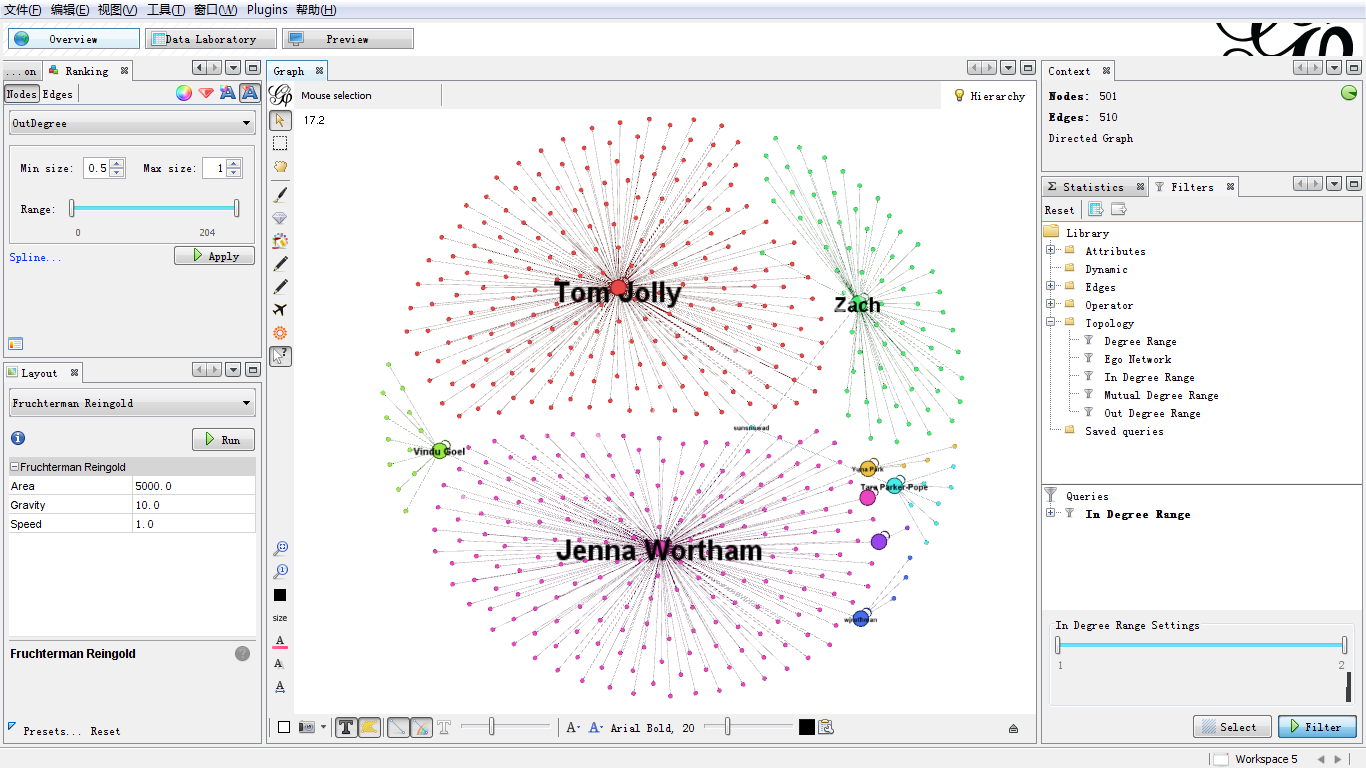 文件(F) 编辑(E) 视图(V) 工具(T) 窗口(W) Plugins 帮助(H)
Overview
Data Laboratory
Preview
...on
Ranking
Nodes Edges
OutDegree
Min size: 0.5 Max size: 1
Range:
0 204
Spline...
Apply
Layout
Fruchterman Reingold
Run
Fruchterman Reingold
Area 5000.0
Gravity 10.0
Speed 1.0
Fruchterman Reingold
Presets... Reset
Graph
Mouse selection
Hierarchy
17.2
Tom Jolly
Zach
sunsnewad
Vindu Goel
Yuna Park
Tara Parker-Pope
Jenna Wortham
size
A
A
A
T
T
A- A- Arial Bold, 20
Context
Nodes: 501
Edges: 510
Directed Graph
Statistics
Filters
Reset
Library
Attributes
Dynamic
Edges
Operator
Topology
Degree Range
Ego Network
In Degree Range
Mutual Degree Range
Out Degree Range
Saved queries
Queries
In Degree Range
In Degree Range Settings
1 2
Select
Filter
Workspace 5